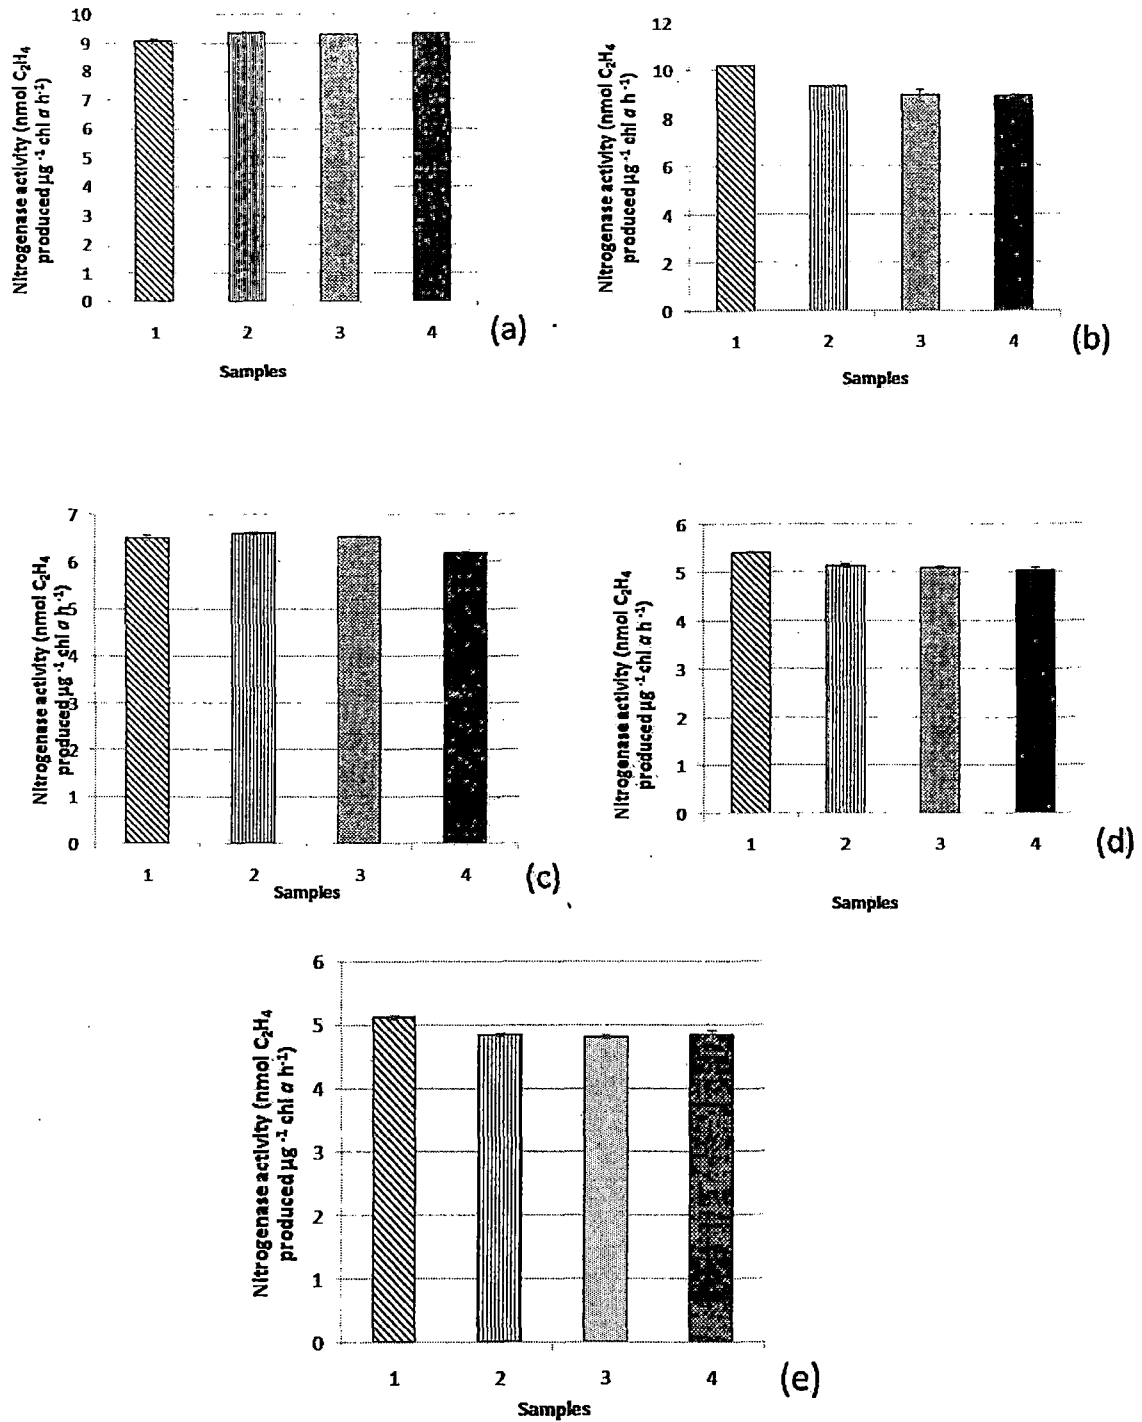 Nitrogenase activity (nmol C₂H₄
produced µg ⁻¹ chl a h⁻¹)
10
9
8
7
6
5
4
3
2
1
0
1 2 3 4
Samples
(a)
Nitrogenase activity (nmol C₂H₄
produced µg ⁻¹ chl a h ⁻¹)
12
10
8
6
4
2
0
1 2 3 4
Samples
(b)
Nitrogenase activity (nmol C₂H₄
produced µg ⁻¹ chl a h ⁻¹)
7
6
5
4
3
2
1
0
1 2 3 4
Samples
(c)
Nitrogenase activity (nmol C₂H₄
produced µg ⁻¹ chl a h ⁻¹)
6
5
4
3
2
1
0
1 2 3 4
Samples
(d)
Nitrogenase activity (nmol C₂H₄
produced µg ⁻¹ chl a h⁻¹)
6
5
4
3
2
1
0
1 2 3 4
Samples
(e)